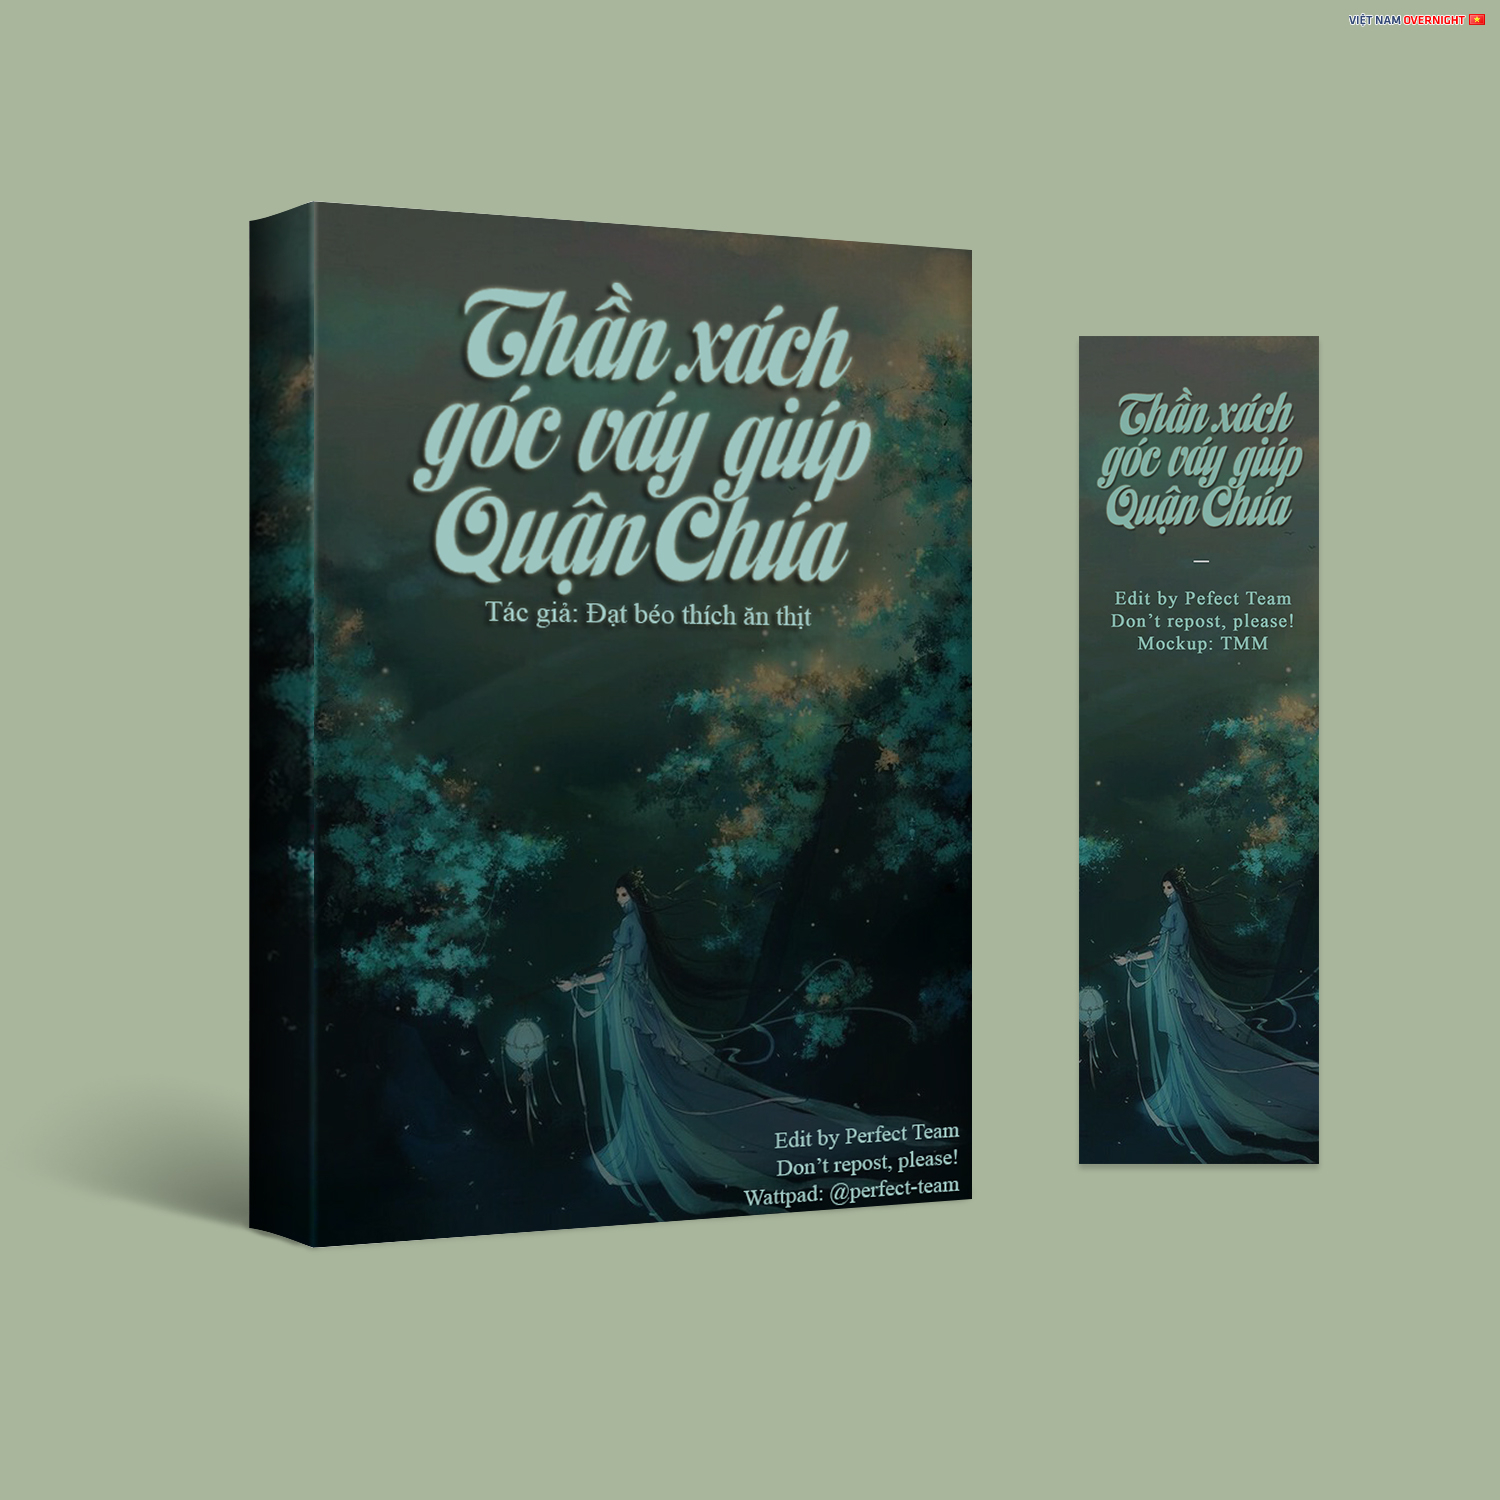 VIỆT NAM OVERNIGHT
Thần xách
góc váy giúp
Quận Chúa
Tác giả: Đạt béo thích ăn thịt
Edit by Perfect Team
Don't repost, please!
Wattpad: @perfect-team
Thần xách
góc váy giúp
Quận Chúa
—
Edit by Pefect Team
Don't repost, please!
Mockup: TMM